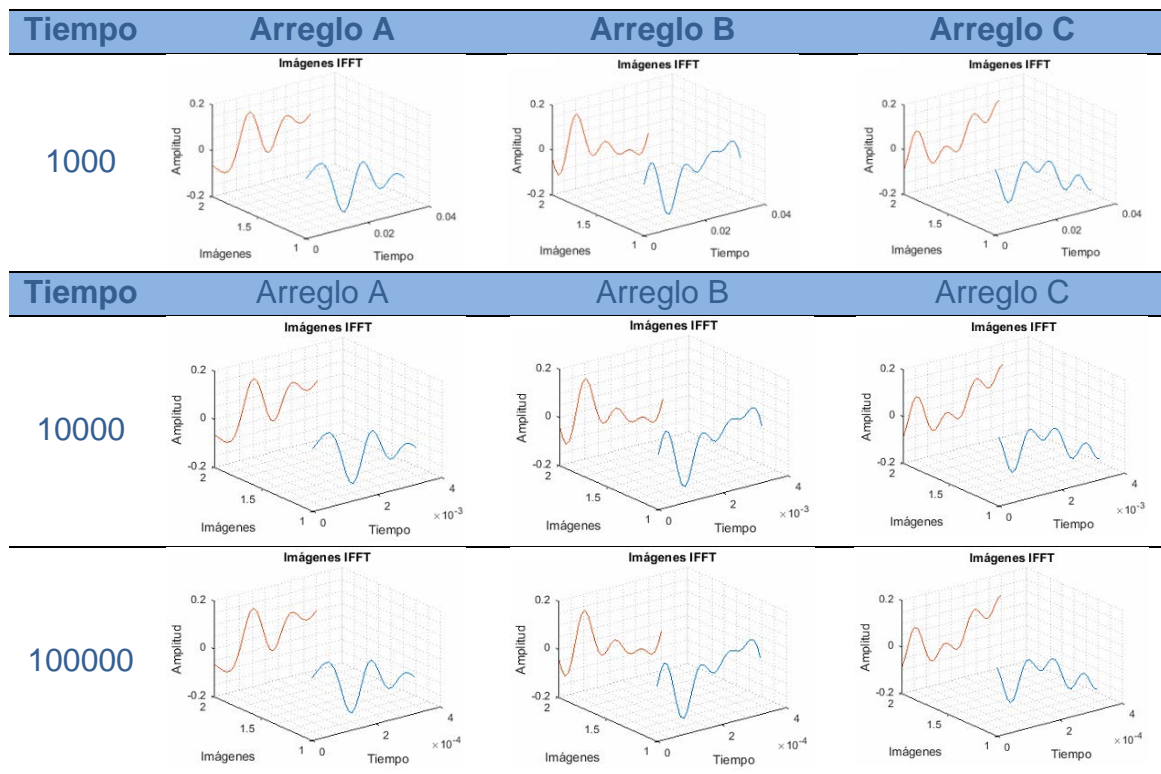 Tiempo Arreglo A Arreglo B Arreglo C
1000
Imágenes IFFT
Amplitud
0.2
0
-0.2
2
1.5
1
Imágenes
0
0.02
0.04
Tiempo
Imágenes IFFT
Amplitud
0.2
0
-0.2
2
1.5
1
Imágenes
0
0.02
0.04
Tiempo
Imágenes IFFT
Amplitud
0.2
0
-0.2
2
1.5
1
Imágenes
0
0.02
0.04
Tiempo
Tiempo Arreglo A Arreglo B Arreglo C
10000
Imágenes IFFT
Amplitud
0.2
0
-0.2
2
1.5
1
Imágenes
0
2
4
×10-3
Tiempo
Imágenes IFFT
Amplitud
0.2
0
-0.2
2
1.5
1
Imágenes
0
2
4
×10-3
Tiempo
Imágenes IFFT
Amplitud
0.2
0
-0.2
2
1.5
1
Imágenes
0
2
4
×10-3
Tiempo
100000
Imágenes IFFT
Amplitud
0.2
0
-0.2
2
1.5
1
Imágenes
0
2
4
×10-4
Tiempo
Imágenes IFFT
Amplitud
0.2
0
-0.2
2
1.5
1
Imágenes
0
2
4
×10-4
Tiempo
Imágenes IFFT
Amplitud
0.2
0
-0.2
2
1.5
1
Imágenes
0
2
4
×10-4
Tiempo